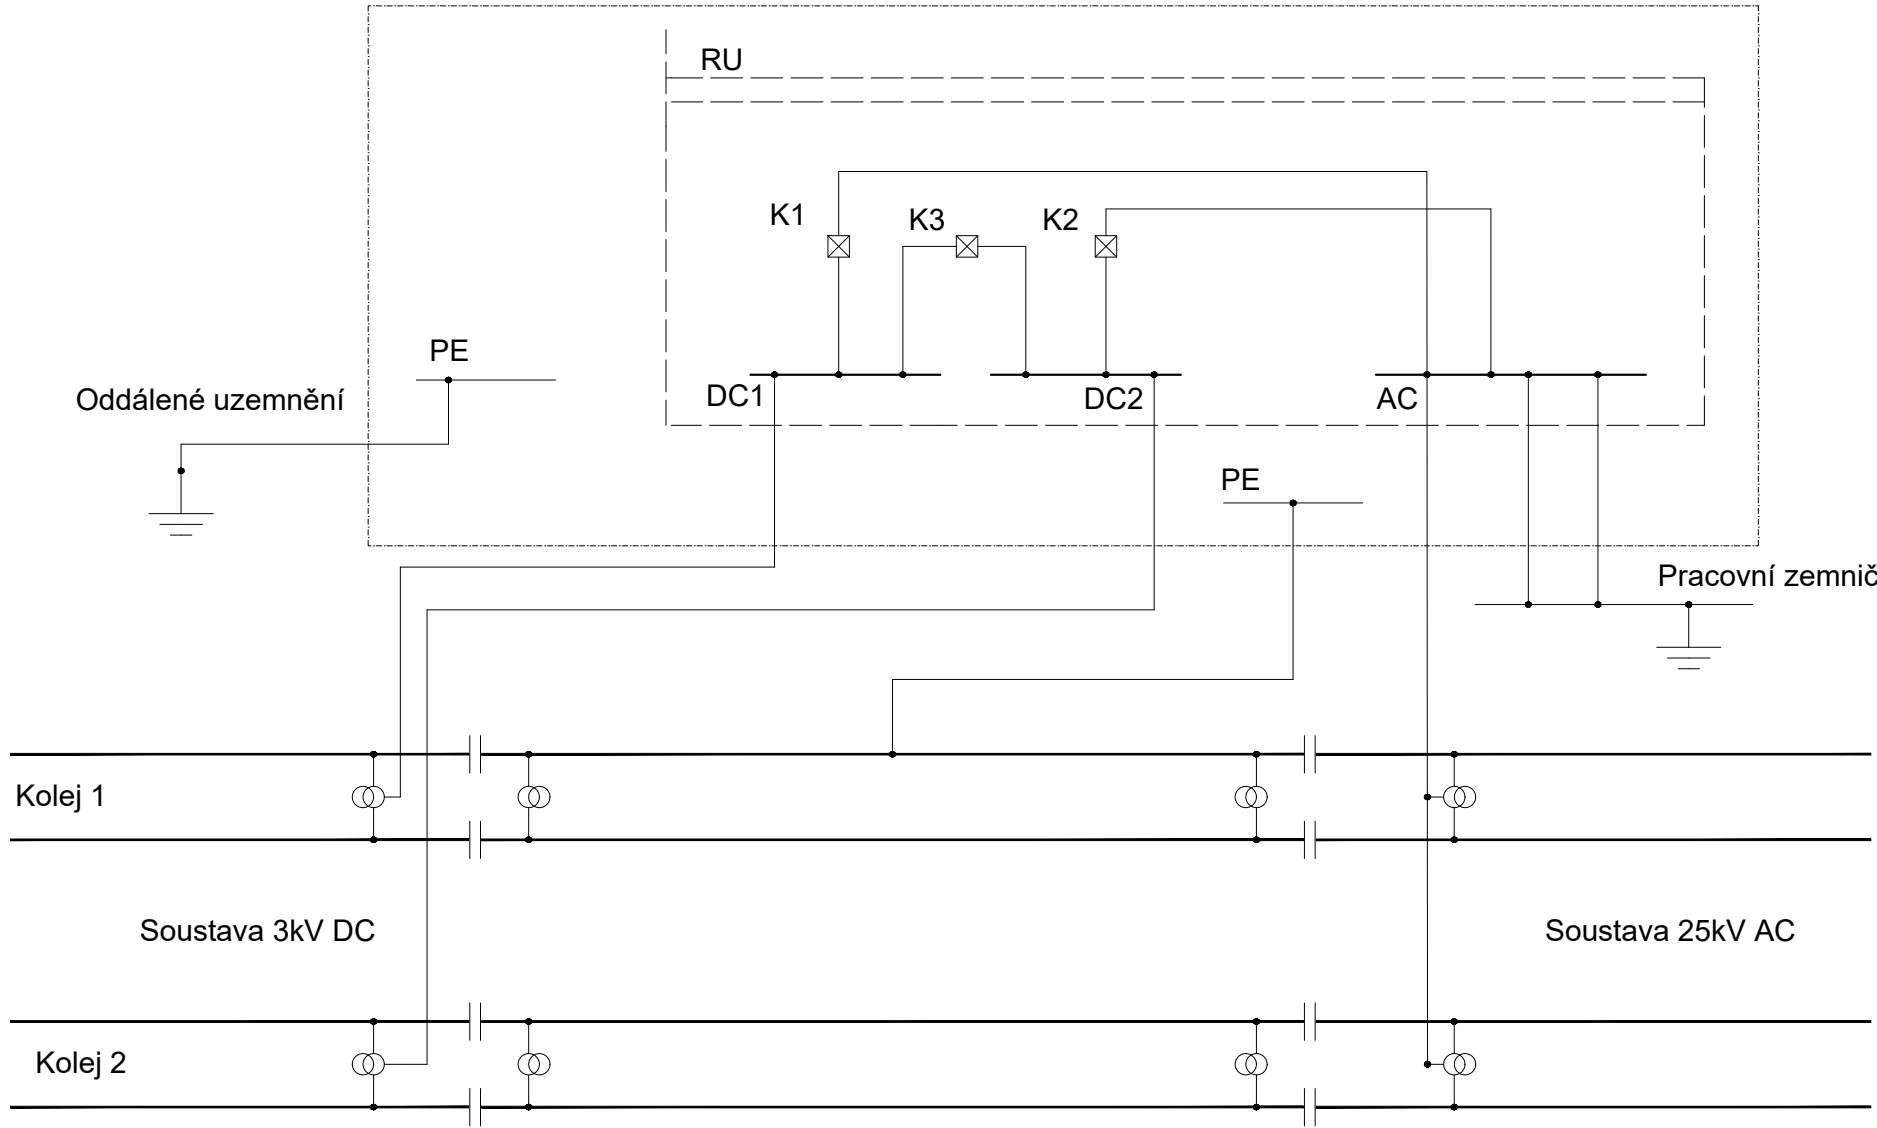 RU
K1
K3
K2
PE
Oddálené uzemnění
DC1
DC2
AC
PE
Pracovní zemnič
Kolej 1
Soustava 3kV DC
Soustava 25kV AC
Kolej 2